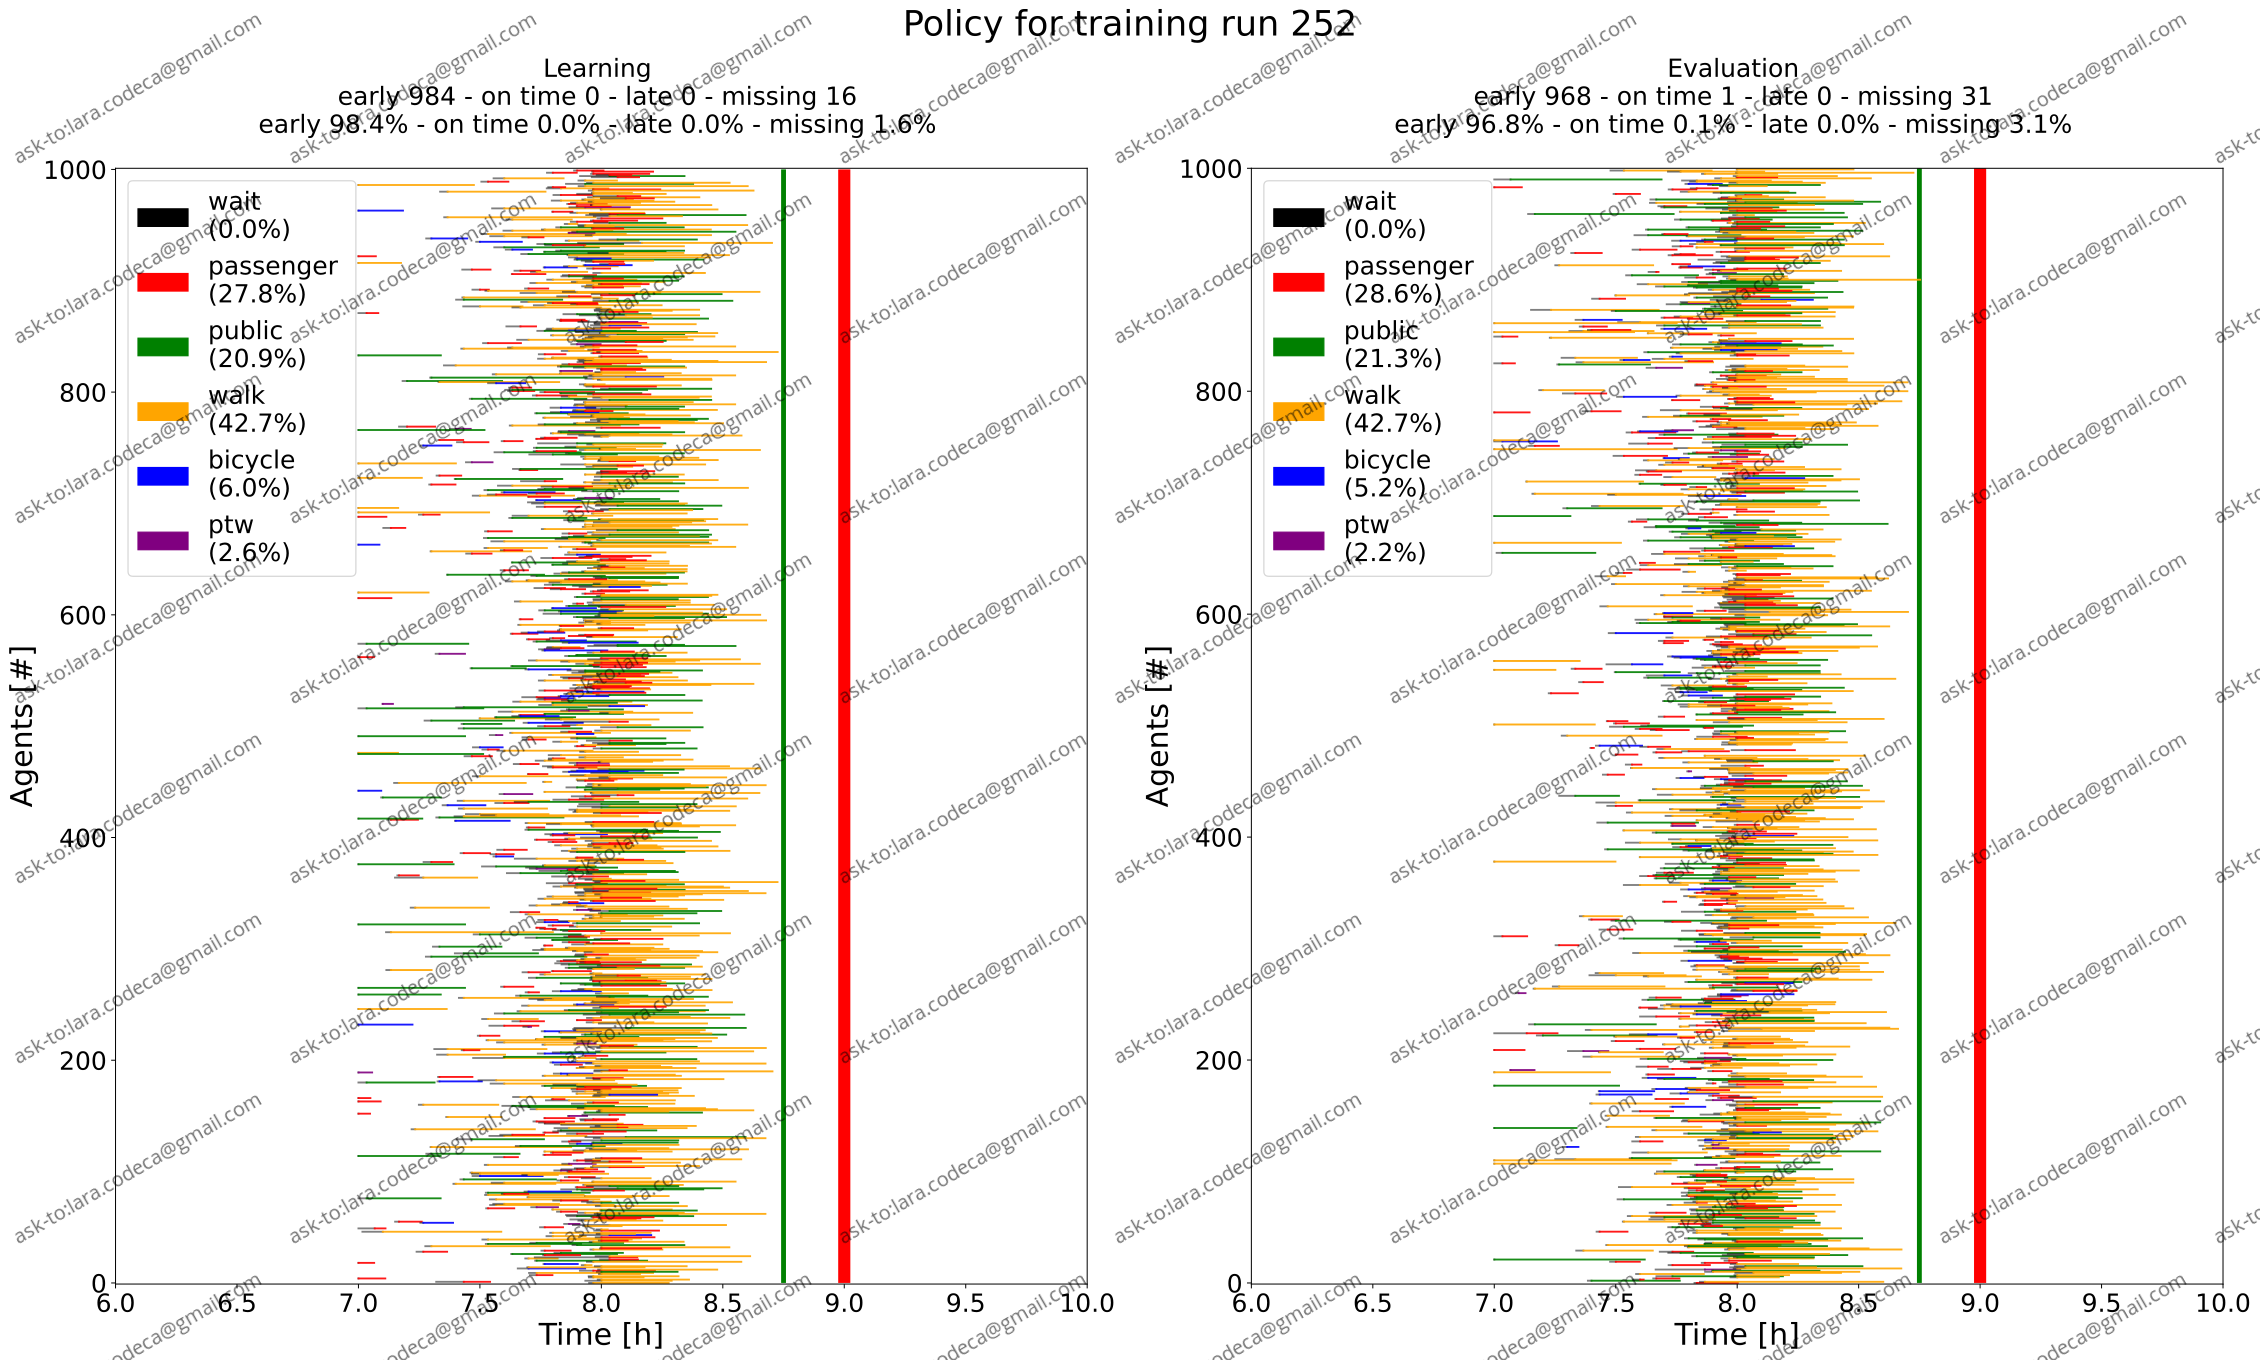 Policy for training run 252
Learning
early 984 - on time 0 - late 0 - missing 16
early 98.4% - on time 0.0% - late 0.0% - missing 1.6%
1000
800
600
400
200
0
Agents [#]
wait
(0.0%)
passenger
(27.8%)
public
(20.9%)
walk
(42.7%)
bicycle
(6.0%)
ptw
(2.6%)
6.0 6.5 7.0 7.5 8.0 8.5 9.0 9.5 10.0
Time [h]
Evaluation
early 968 - on time 1 - late 0 - missing 31
early 96.8% - on time 0.1% - late 0.0% - missing 3.1%
1000
800
600
400
200
0
Agents [#]
wait
(0.0%)
passenger
(28.6%)
public
(21.3%)
walk
(42.7%)
bicycle
(5.2%)
ptw
(2.2%)
6.0 6.5 7.0 7.5 8.0 8.5 9.0 9.5 10.0
Time [h]
ask-to:lara.codeca@gmail.com